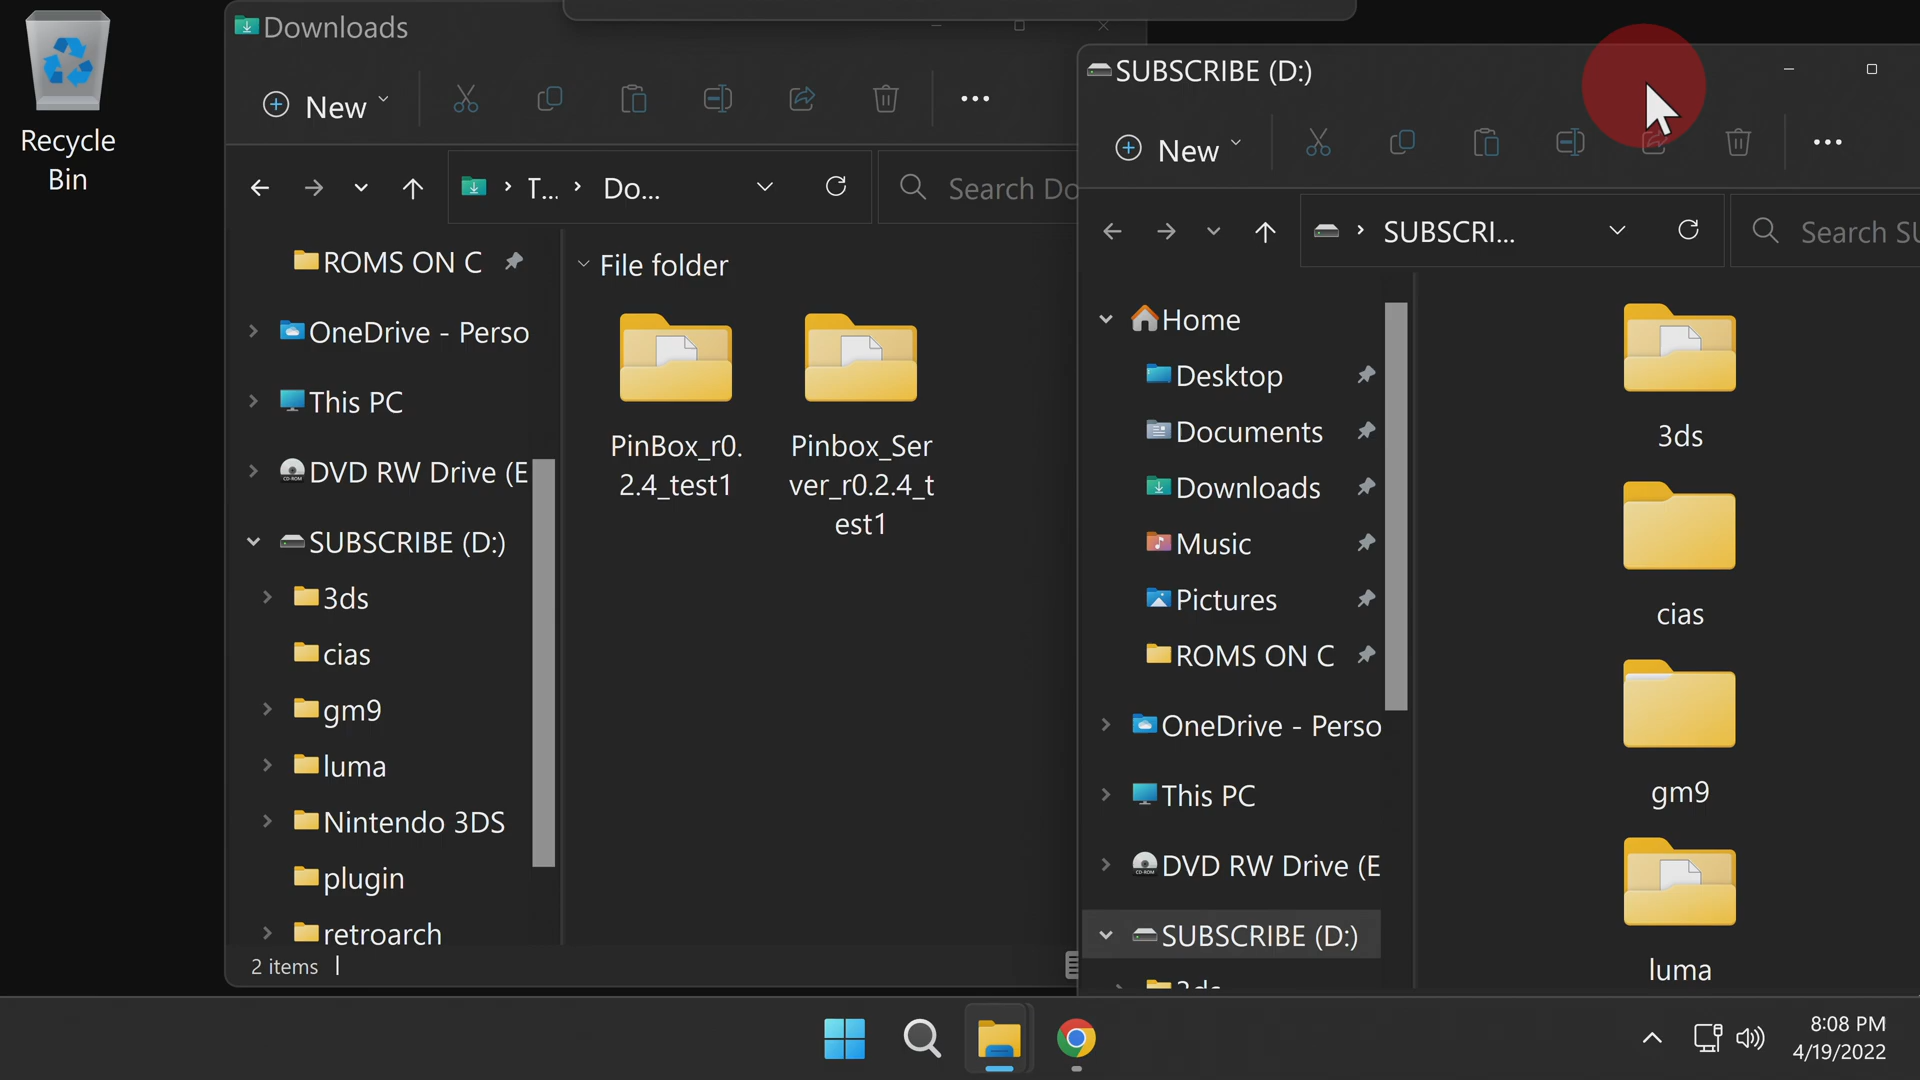 Recycle
Bin
Downloads
New
T...
Do...
Search Do
ROMS ON C
OneDrive - Perso
This PC
DVD RW Drive (E
SUBSCRIBE (D:)
3ds
cias
gm9
luma
Nintendo 3DS
plugin
retroarch
2 items
File folder
PinBox_r0.
2.4_test1
Pinbox_Ser
ver_r0.2.4_t
est1
SUBSCRIBE (D:)
New
SUBSCRI...
Search SU
Home
Desktop
Documents
Downloads
Music
Pictures
ROMS ON C
OneDrive - Perso
This PC
DVD RW Drive (E
SUBSCRIBE (D:)
3ds
3ds
cias
gm9
luma
8:08 PM
4/19/2022